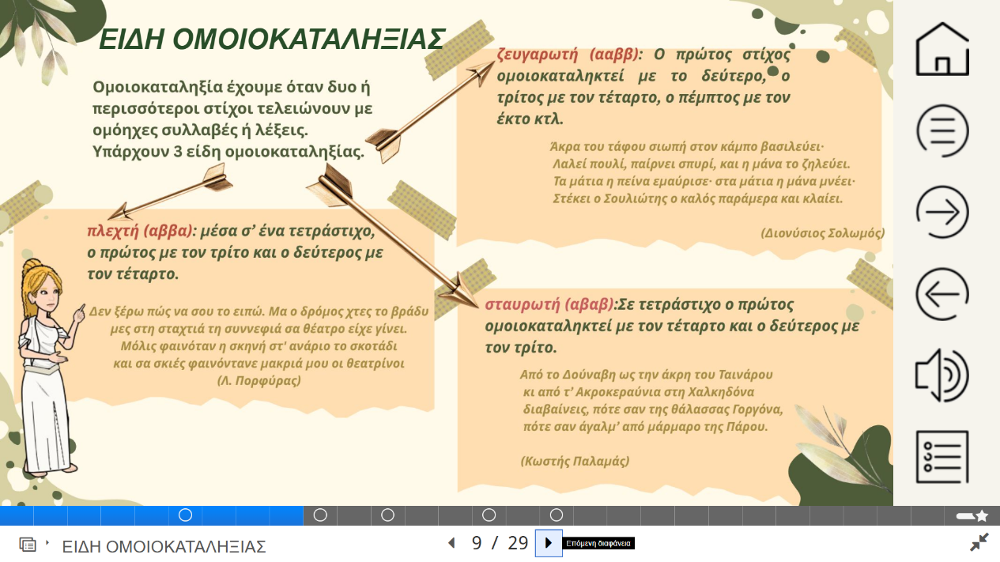 ΕΙΔΗ ΟΜΟΙΟΚΑΤΑΛΗΞΙΑΣ
Ομοιοκαταληξία έχουμε όταν δυο ή
περισσότεροι στίχοι τελειώνουν με
ομόηχες συλλαβές ή λέξεις.
Υπάρχουν 3 είδη ομοιοκαταληξίας.
ζευγαρωτή (ααββ): Ο πρώτος στίχος
ομοιοκαταληκτεί με το δεύτερο, ο
τρίτος με τον τέταρτο, ο πέμπτος με τον
έκτο κτλ.
Άκρα του τάφου σιωπή στον κάμπο βασιλεύει·
Λαλεί πουλί, παίρνει σπυρί, και η μάνα το ζηλεύει.
Τα μάτια η πείνα εμαύρισε· στα μάτια η μάνα μνέει·
Στέκει ο Σουλιώτης ο καλός παράμερα και κλαίει.
(Διονύσιος Σολωμός)
πλεχτή (αββα): μέσα σ’ ένα τετράστιχο,
ο πρώτος με τον τρίτο και ο δεύτερος με
τον τέταρτο.
Δεν ξέρω πώς να σου το ειπώ. Μα ο δρόμος χτες το βράδυ
μες στη σταχτιά τη συννεφιά σα θέατρο είχε γίνει.
Μόλις φαινόταν η σκηνή στ' ανάριο το σκοτάδι
και σα σκιές φαινόντανε μακριά μου οι θεατρίνοι
(Λ. Πορφύρας)
σταυρωτή (αβαβ):Σε τετράστιχο ο πρώτος
ομοιοκαταληκτεί με τον τέταρτο και ο δεύτερος με
τον τρίτο.
Από το Δούναβη ως την άκρη του Ταινάρου
κι από τ’ Ακροκεραύνια στη Χαλκηδόνα
διαβαίνεις, πότε σαν της θάλασσας Γοργόνα,
πότε σαν άγαλμ’ από μάρμαρο της Πάρου.
(Κωστής Παλαμάς)
ΕΙΔΗ ΟΜΟΙΟΚΑΤΑΛΗΞΙΑΣ
9 / 29
Επόμενη διαφάνεια